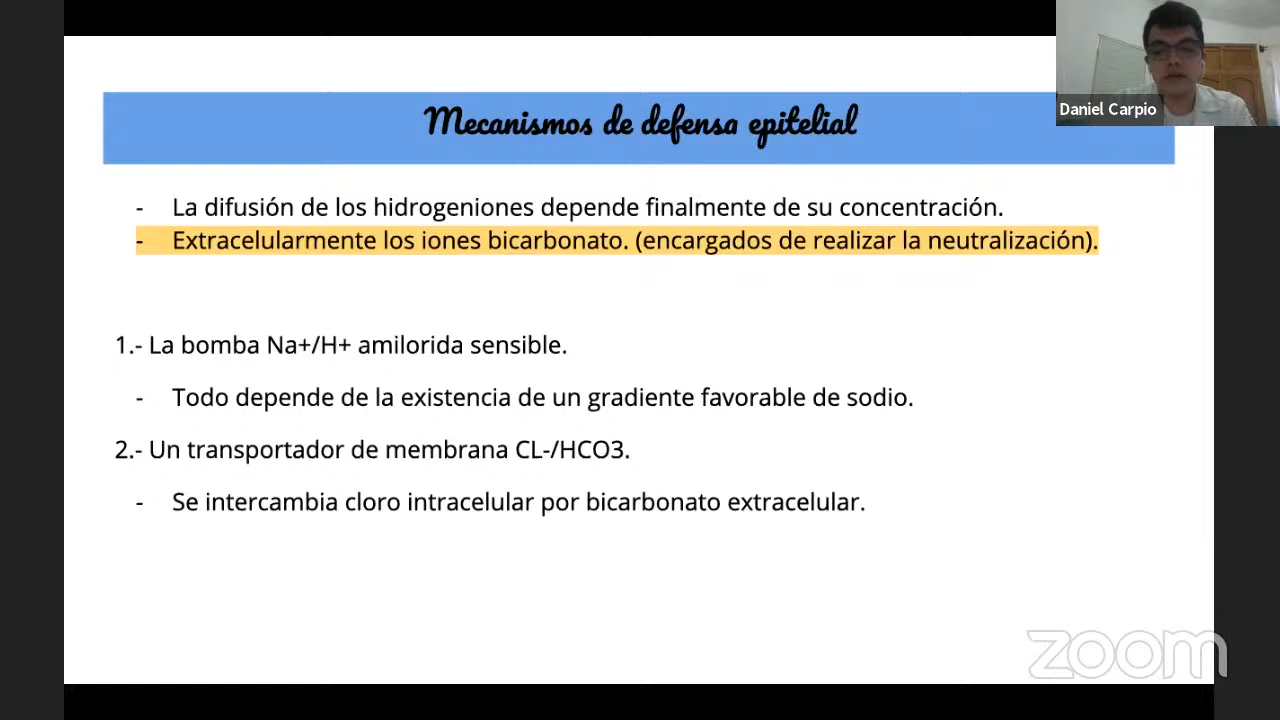 Mecanismos de defensa epitelial
Daniel Carpio
- La difusión de los hidrogeniones depende finalmente de su concentración.
- Extracelularmente los iones bicarbonato. (encargados de realizar la neutralización).
1.- La bomba Na+/H+ amilorida sensible.
- Todo depende de la existencia de un gradiente favorable de sodio.
2.- Un transportador de membrana CL-/HCO3.
- Se intercambia cloro intracelular por bicarbonato extracelular.
zoom